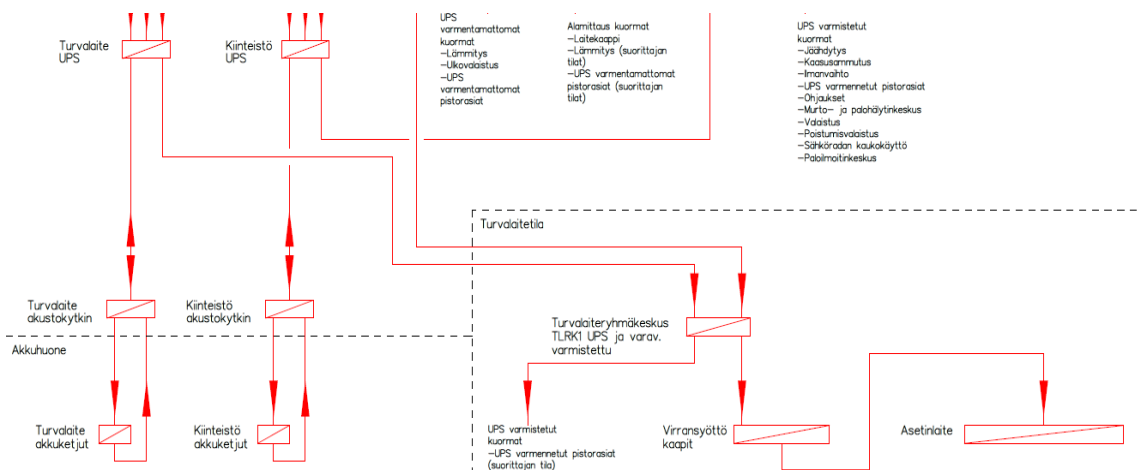 UPS
varmentamattomat
kuormat
–Lämmitys
–Ulkovalaistus
–UPS
varmentamattomat
pistorasiat
Alamittaus kuormat
–Laitekaappi
–Lämmitys (suorittajan
tilat)
–UPS varmentamattomat
pistorasiat (suorittajan
tilat)
UPS varmistetut
kuormat
–Jäähdytys
–Kaasusammutus
–Ilmanvaihto
–UPS varmennetut pistorasiat
–Ohjaukset
–Murto– ja palohälytinkeskus
–Valaistus
–Poistumisvalaistus
–Sähköradan kaukokäyttö
–Paloilmoitinkeskus
Turvalaite
UPS
Kiinteistö
UPS
Turvalaitetila
Turvalaite
akustokytkin
Kiinteistö
akustokytkin
Turvalaiteryhmäkeskus
TLRK1 UPS ja varav.
varmistettu
Akkuhuone
Turvalaite
akkuketjut
Kiinteistö
akkuketjut
UPS varmistetut
kuormat
–UPS varmennetut pistorasiat
(suorittajan tila)
Virransyöttö
kaapit
Asetinlaite